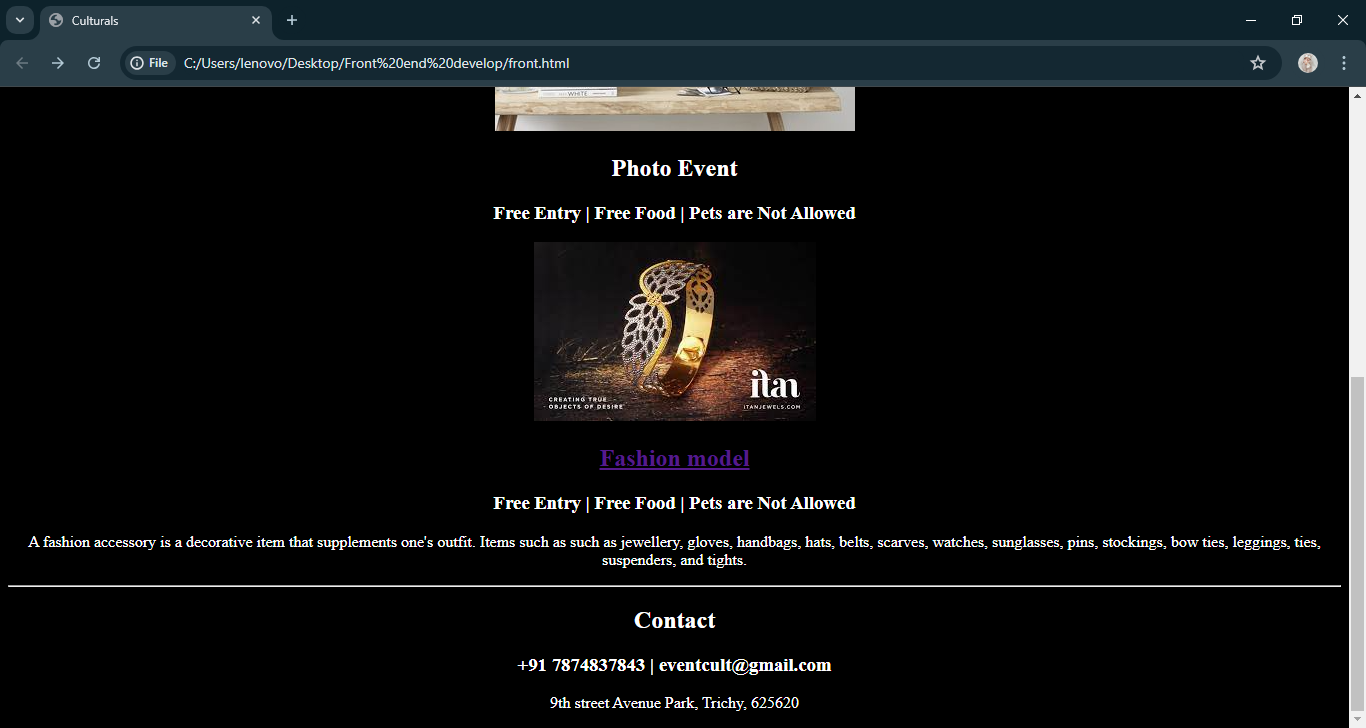 Culturals
File
C:/Users/lenovo/Desktop/Front%20end%20develop/front.html
WHITE
Photo Event
Free Entry | Free Food | Pets are Not Allowed
CREATING TRUE
OBJECTS OF DESIRE
itan
ITANJEWELS.COM
Fashion model
Free Entry | Free Food | Pets are Not Allowed
A fashion accessory is a decorative item that supplements one's outfit. Items such as such as jewellery, gloves, handbags, hats, belts, scarves, watches, sunglasses, pins, stockings, bow ties, leggings, ties,
suspenders, and tights.
Contact
+91 7874837843 | eventcult@gmail.com
9th street Avenue Park, Trichy, 625620